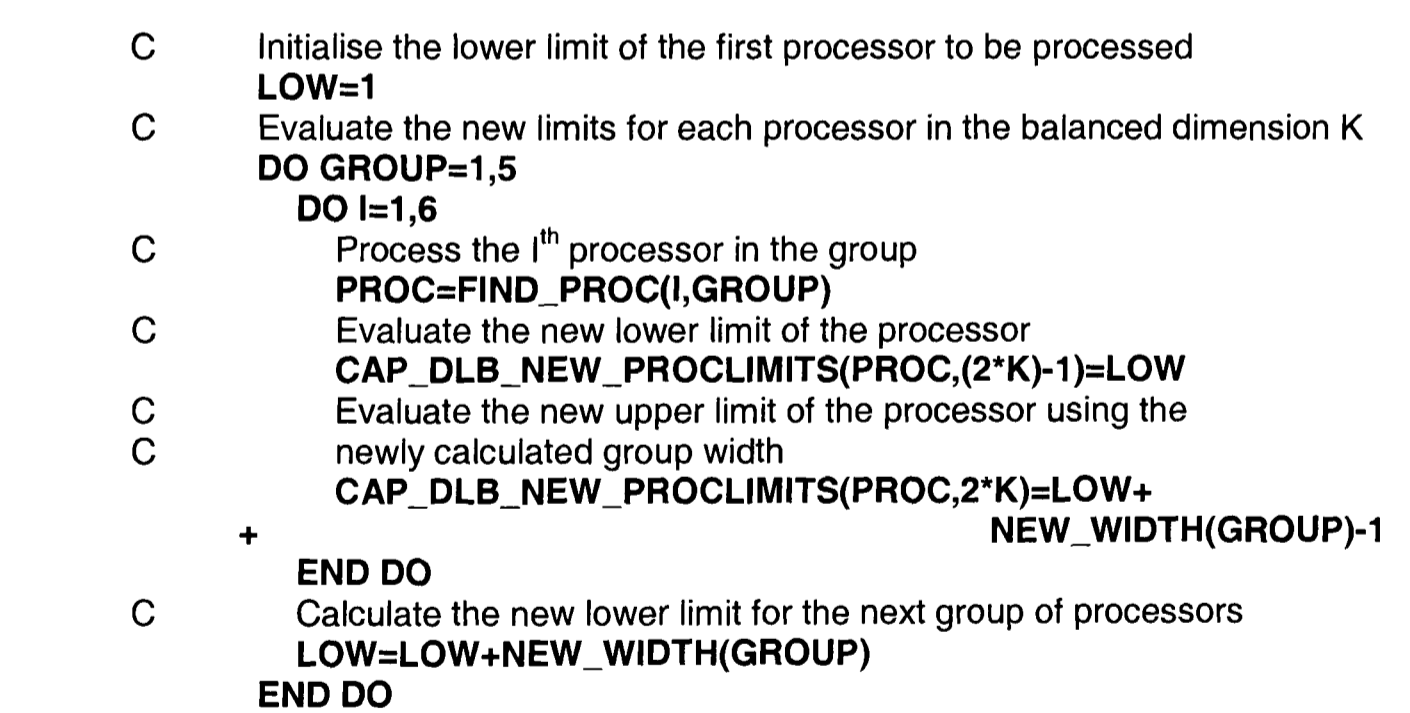 C Initialise the lower limit of the first processor to be processed
LOW=1
C Evaluate the new limits for each processor in the balanced dimension K
DO GROUP=1,5
DO I=1,6
C Process the Ith processor in the group
PROC=FIND_PROC(I,GROUP)
C Evaluate the new lower limit of the processor
CAP_DLB_NEW_PROCLIMITS(PROC,(2*K)-1)=LOW
C Evaluate the new upper limit of the processor using the
C newly calculated group width
CAP_DLB_NEW_PROCLIMITS(PROC,2*K)=LOW+
+ NEW_WIDTH(GROUP)-1
END DO
C Calculate the new lower limit for the next group of processors
LOW=LOW+NEW_WIDTH(GROUP)
END DO